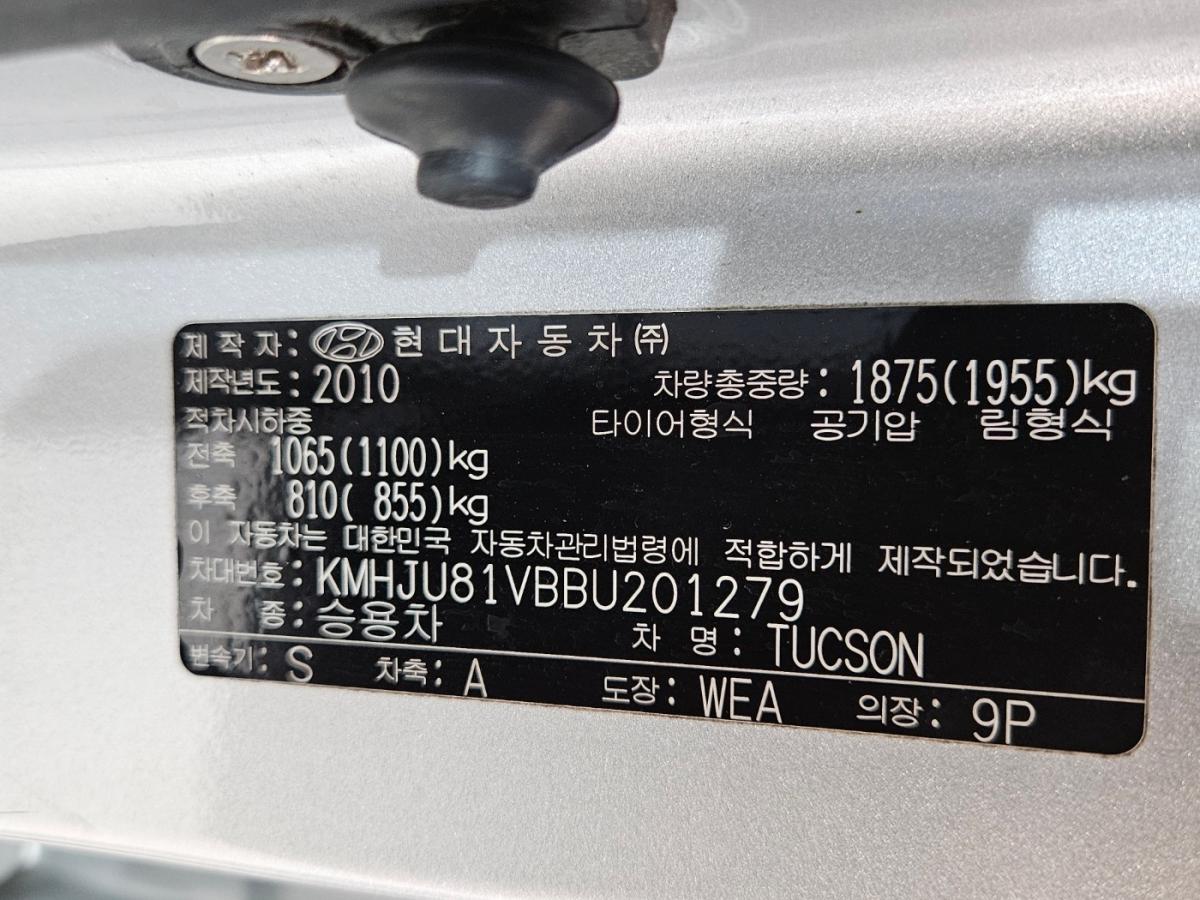 제 작 자 : 현 대 자 동 차 ㈜
제작년도 : 2010 차량총중량 : 1875(1955)kg
적차시하중 타이어형식 공기압 림형식
전축 1065(1100)kg
후축 810( 855)kg
이 자동차는 대한민국 자동차관리법령에 적합하게 제작되었습니다.
차대번호 : KMHJU81VBBU201279
차 종 : 승용차 차 명 : TUCSON
변속기: S 차축: A 도장: WEA 의장: 9P